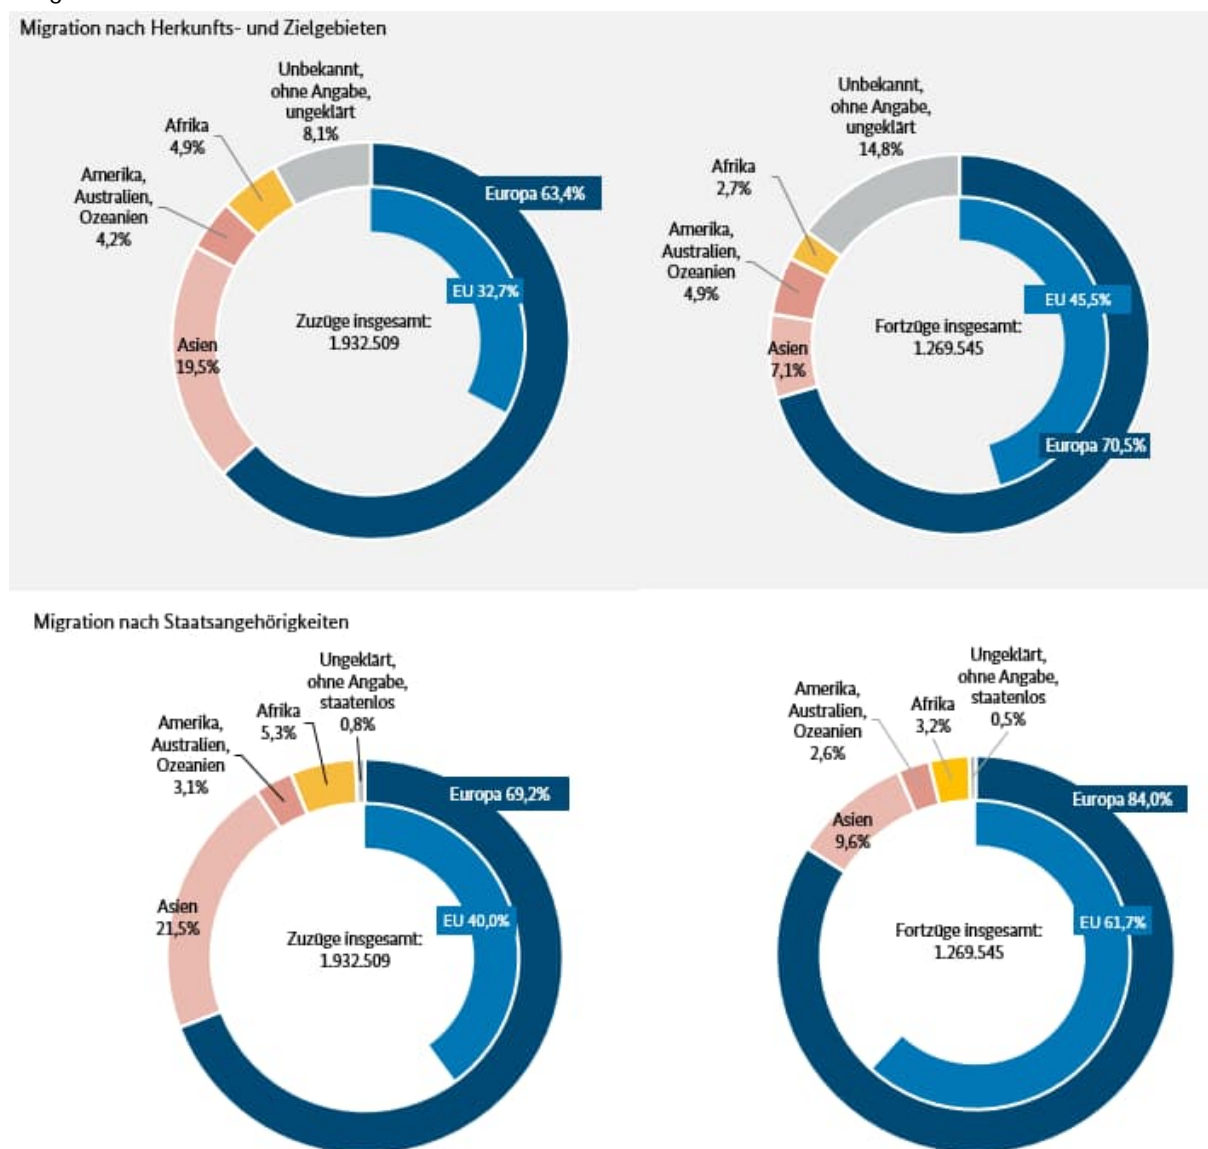 Migration nach Herkunfts- und Zielgebieten
Unbekannt,
ohne Angabe,
ungeklärt
8,1%
Afrika
4,9%
Amerika,
Australien,
Ozeanien
4,2%
Asien
19,5%
Europa 63,4%
EU 32,7%
Zuzüge insgesamt:
1.932.509
Unbekannt,
ohne Angabe,
ungeklärt
14,8%
Afrika
2,7%
Amerika,
Australien,
Ozeanien
4,9%
Asien
7,1%
EU 45,5%
Fortzüge insgesamt:
1.269.545
Europa 70,5%
Migration nach Staatsangehörigkeiten
Ungeklärt,
ohne Angabe,
staatenlos
0,8%
Afrika
5,3%
Amerika,
Australien,
Ozeanien
3,1%
Asien
21,5%
Europa 69,2%
EU 40,0%
Zuzüge insgesamt:
1.932.509
Ungeklärt,
ohne Angabe,
staatenlos
0,5%
Afrika
3,2%
Amerika,
Australien,
Ozeanien
2,6%
Asien
9,6%
Europa 84,0%
EU 61,7%
Fortzüge insgesamt:
1.269.545